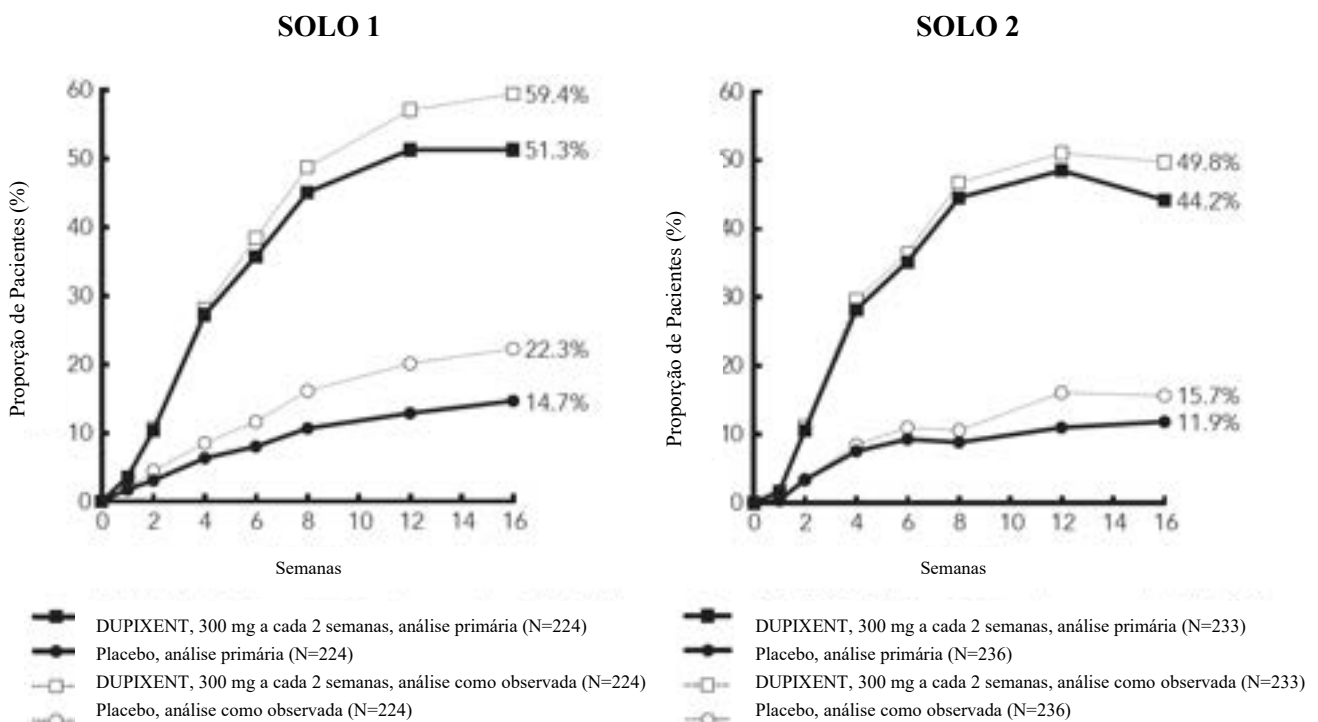 SOLO 1
SOLO 2
Proporção de Pacientes (%)
60
50
40
30
20
10
0
0 2 4 6 8 10 12 14 16
59.4%
51.3%
22.3%
14.7%
Semanas
Proporção de Pacientes (%)
60
50
40
30
20
10
0
0 2 4 6 8 10 12 14 16
49.8%
44.2%
15.7%
11.9%
Semanas
DUPIXENT, 300 mg a cada 2 semanas, análise primária (N=224)
Placebo, análise primária (N=224)
DUPIXENT, 300 mg a cada 2 semanas, análise como observada (N=224)
Placebo, análise como observada (N=224)
DUPIXENT, 300 mg a cada 2 semanas, análise primária (N=233)
Placebo, análise primária (N=236)
DUPIXENT, 300 mg a cada 2 semanas, análise como observada (N=233)
Placebo, análise como observada (N=236)